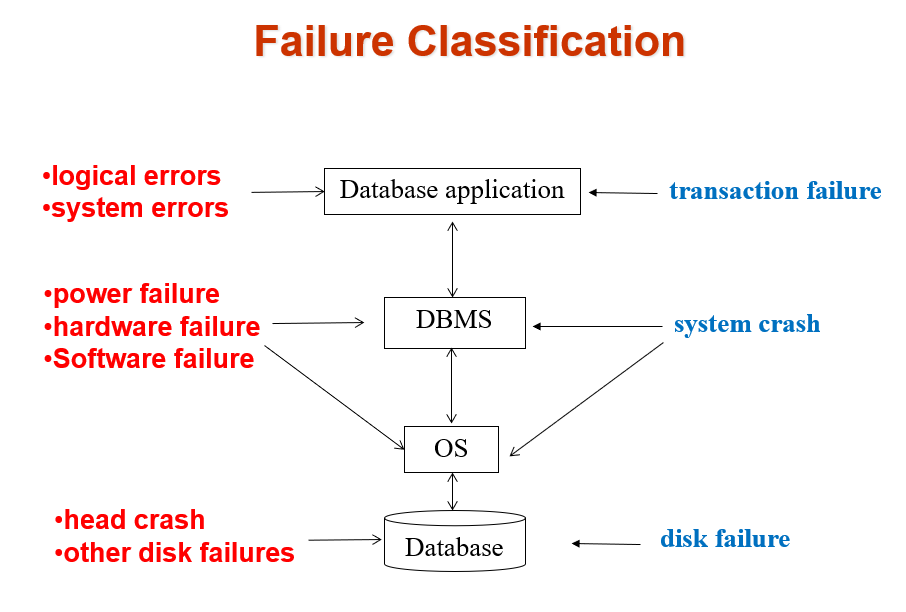 Failure Classification
•logical errors
•system errors
Database application
transaction failure
•power failure
•hardware failure
•Software failure
DBMS
system crash
OS
•head crash
•other disk failures
Database
disk failure